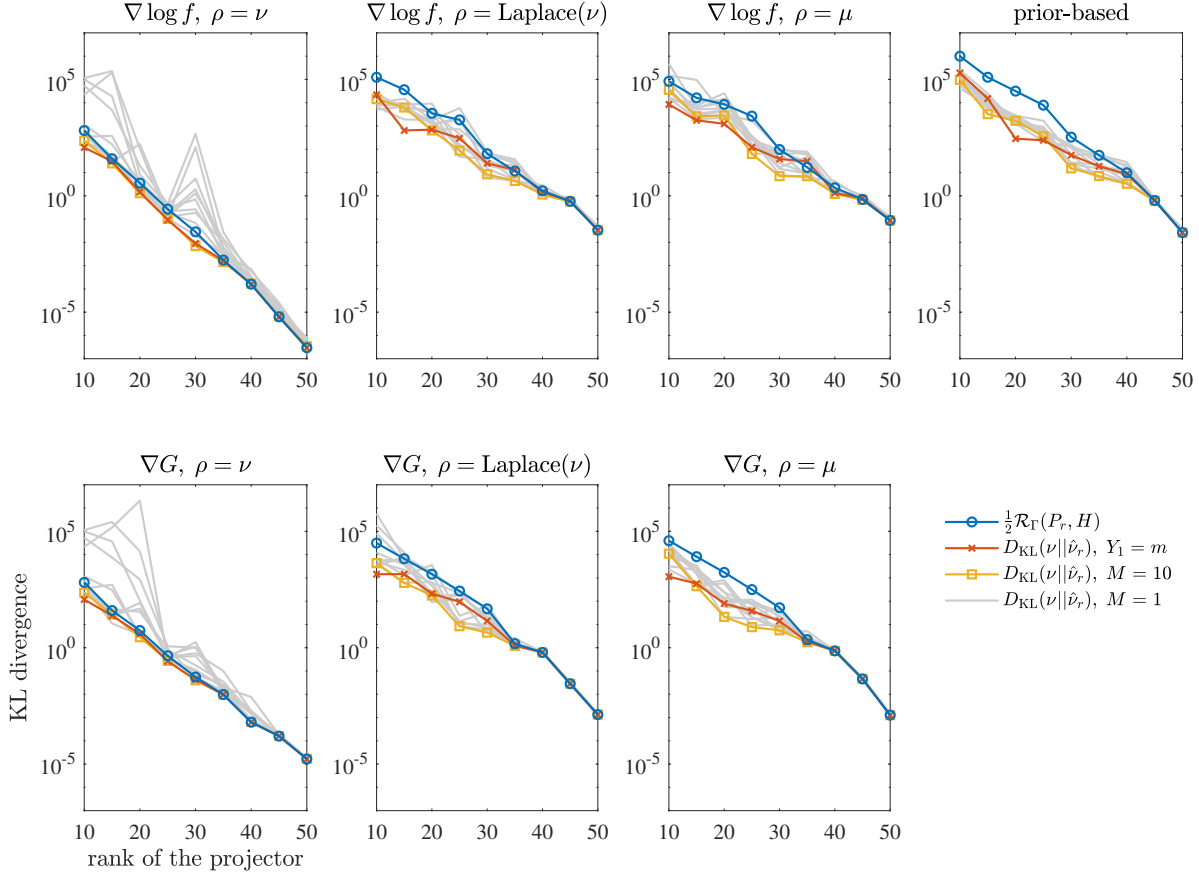 ∇ log f, ρ = ν
∇ log f, ρ = Laplace(ν)
∇ log f, ρ = μ
prior-based
10^5
10^0
10^-5
10 20 30 40 50
10^5
10^0
10^-5
10 20 30 40 50
10^5
10^0
10^-5
10 20 30 40 50
10^5
10^0
10^-5
10 20 30 40 50
∇G, ρ = ν
∇G, ρ = Laplace(ν)
∇G, ρ = μ
10^5
10^0
10^-5
10 20 30 40 50
10^5
10^0
10^-5
10 20 30 40 50
10^5
10^0
10^-5
10 20 30 40 50
KL divergence
rank of the projector
½R_Γ(P_r, H)
D_KL(ν||ν̂_r), Y_1 = m
D_KL(ν||ν̂_r), M = 10
D_KL(ν||ν̂_r), M = 1